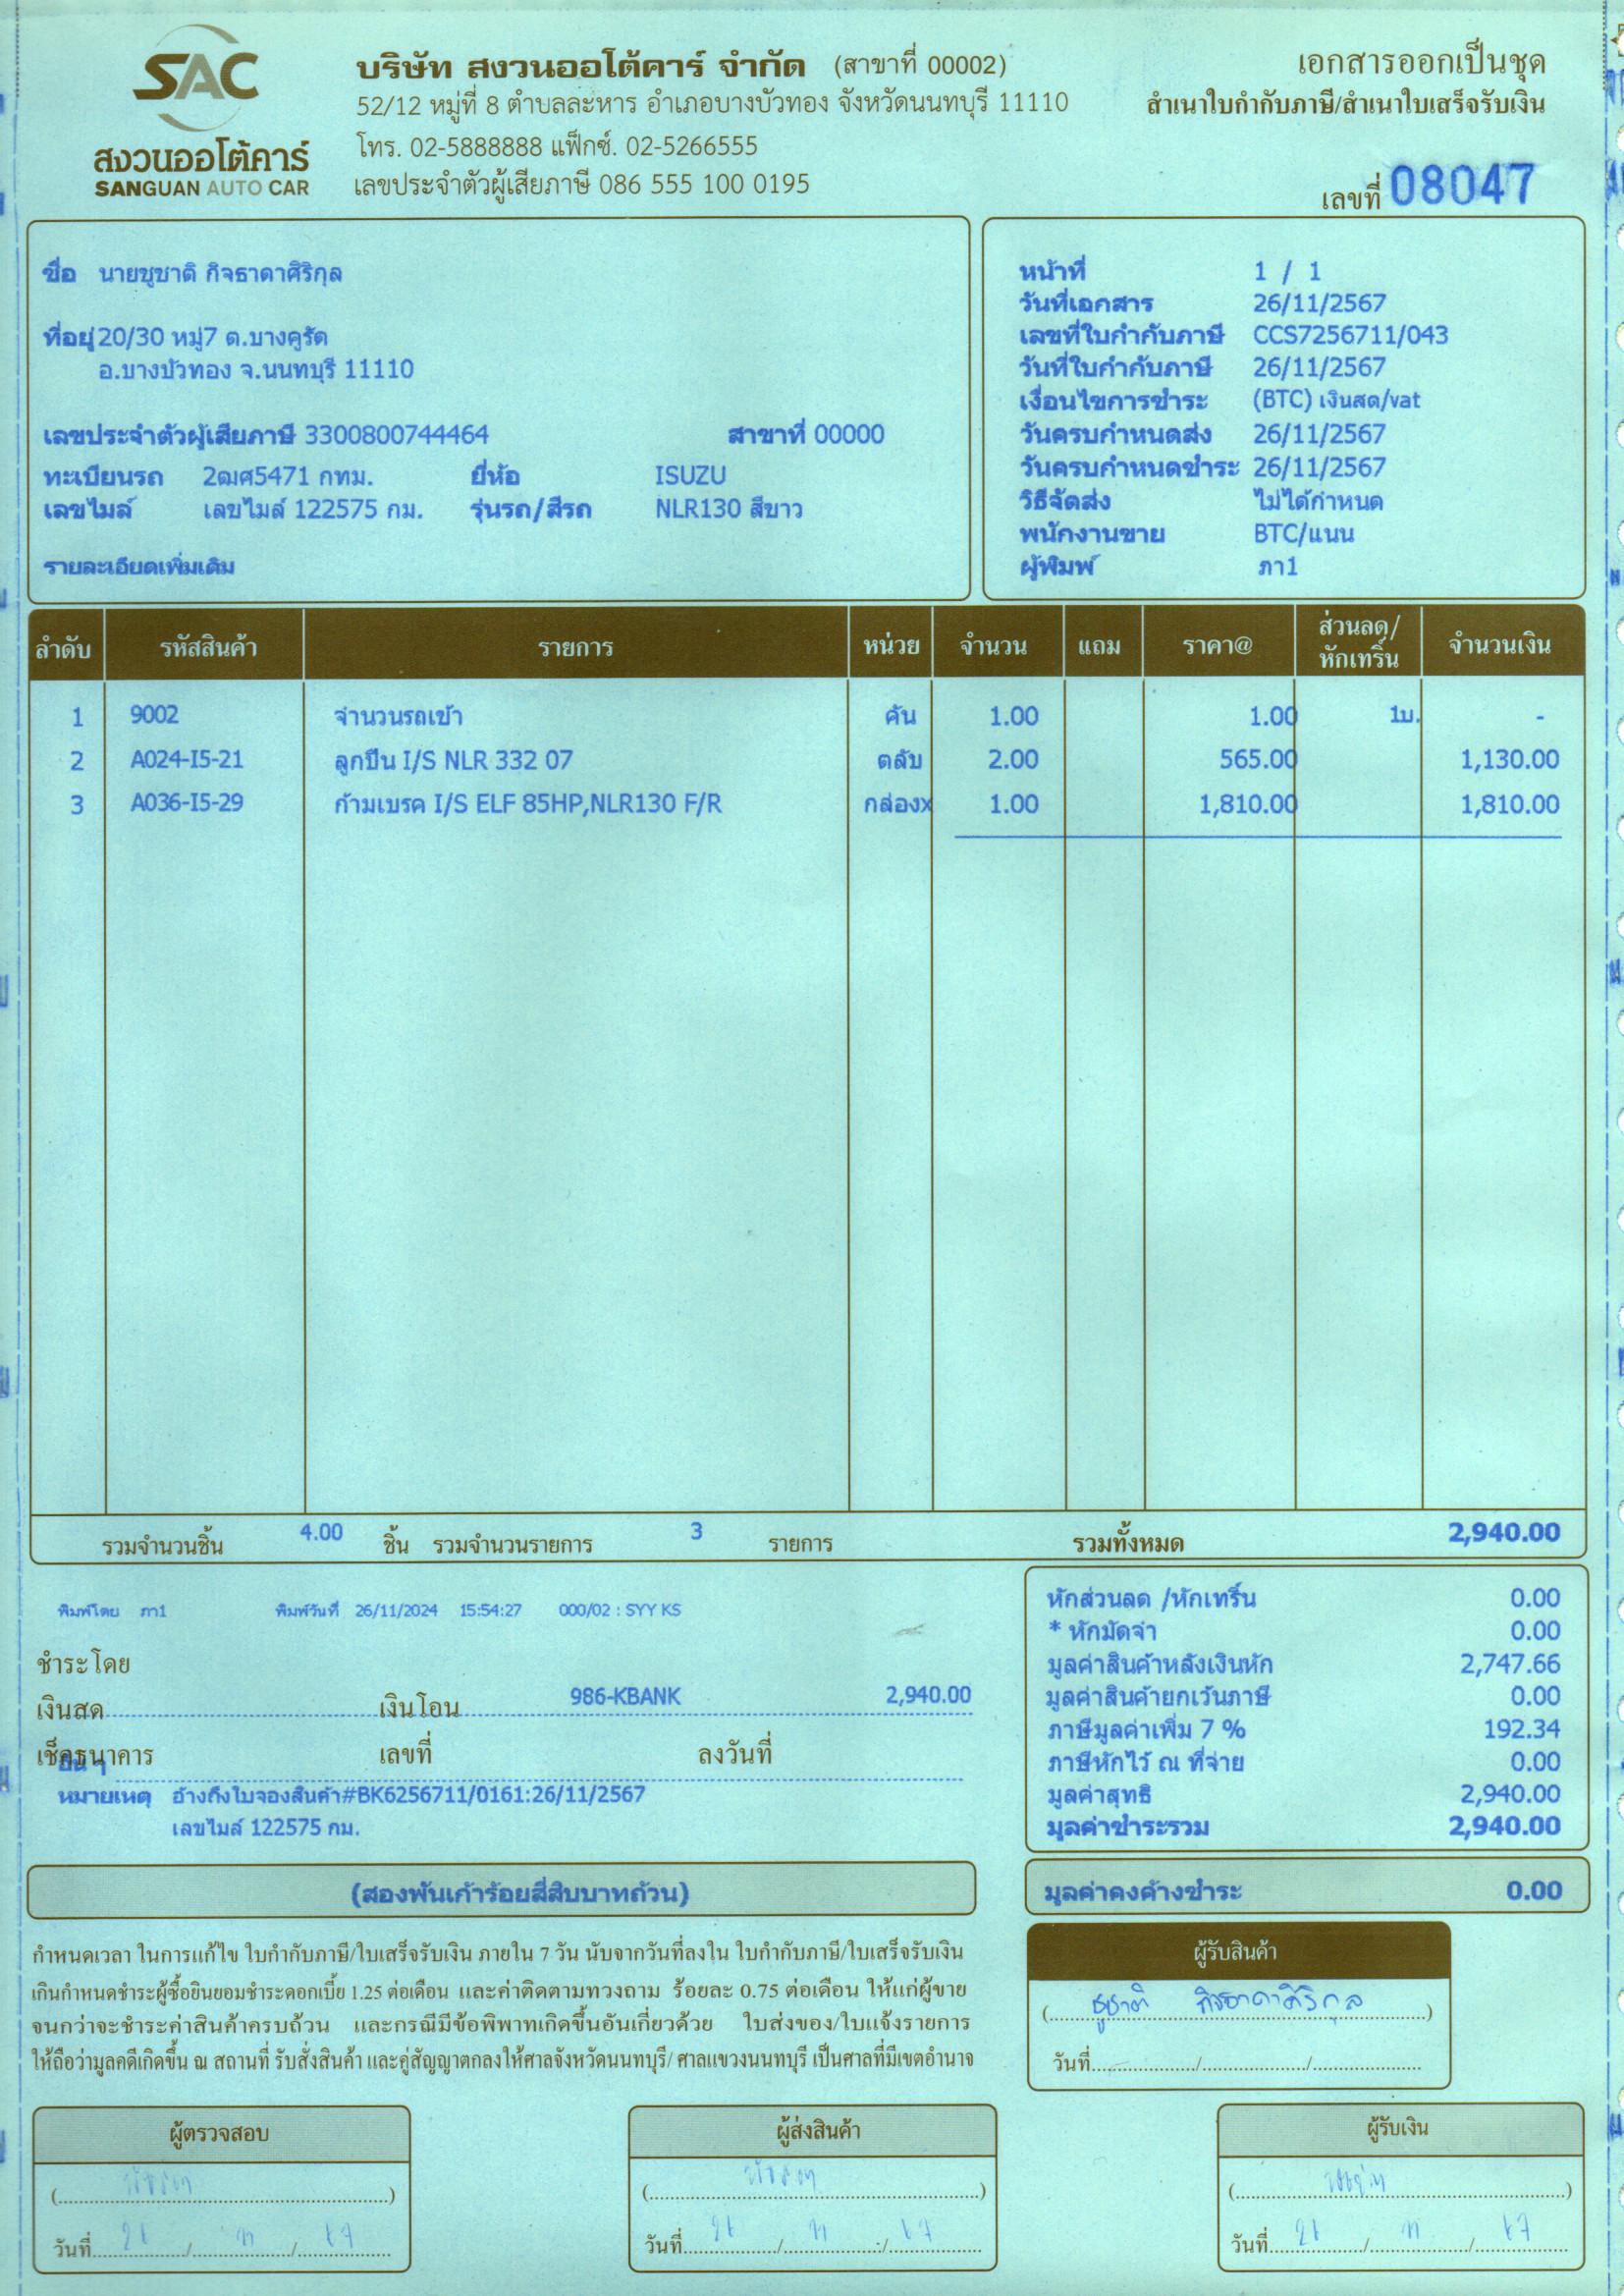 SAC
สงวนออโต้คาร์
SANGUAN AUTO CAR
บริษัท สงวนออโต้คาร์ จำกัด (สาขาที่ 00002)
52/12 หมู่ที่ 8 ตำบลละหาร อำเภอบางบัวทอง จังหวัดนนทบุรี 11110
โทร. 02-5888888 แฟ็กซ์. 02-5266555
เลขประจำตัวผู้เสียภาษี 086 555 100 0195
เอกสารออกเป็นชุด
สำเนาใบกำกับภาษี/สำเนาใบเสร็จรับเงิน
เลขที่ 08047
ชื่อ นายชูชาติ กิจธาดาศิริกุล
ที่อยู่ 20/30 หมู่7 ต.บางคูรัด
อ.บางบัวทอง จ.นนทบุรี 11110
เลขประจำตัวผู้เสียภาษี 3300800744464 สาขาที่ 00000
ทะเบียนรถ 2ฒศ5471 กทม. ยี่ห้อ ISUZU
เลขไมล์ เลขไมล์ 122575 กม. รุ่นรถ/สีรถ NLR130 สีขาว
รายละเอียดเพิ่มเติม
หน้าที่ 1 / 1
วันที่เอกสาร 26/11/2567
เลขที่ใบกำกับภาษี CCS7256711/043
วันที่ใบกำกับภาษี 26/11/2567
เงื่อนไขการชำระ (BTC) เงินสด/vat
วันครบกำหนดส่ง 26/11/2567
วันครบกำหนดชำระ 26/11/2567
วิธีจัดส่ง ไม่ได้กำหนด
พนักงานขาย BTC/แนน
ผู้พิมพ์ ภา1
ลำดับ รหัสสินค้า รายการ หน่วย จำนวน แถม ราคา@ ส่วนลด/หักเทริ์น จำนวนเงิน
1 9002 จำนวนรถเข้า คัน 1.00 1.00 1บ. -
2 A024-I5-21 ลูกปืน I/S NLR 332 07 ตลับ 2.00 565.00 1,130.00
3 A036-I5-29 ก้ามเบรค I/S ELF 85HP,NLR130 F/R กล่องx 1.00 1,810.00 1,810.00
รวมจำนวนชิ้น 4.00 ชิ้น รวมจำนวนรายการ 3 รายการ รวมทั้งหมด 2,940.00
พิมพ์โดย ภา1 พิมพ์วันที่ 26/11/2024 15:54:27 000/02 : SYY KS
ชำระโดย
เงินสด เงินโอน 986-KBANK 2,940.00
เช็คธนาคาร เลขที่ ลงวันที่
อื่น ๆ
หมายเหตุ อ้างถึงใบจองสินค้า#BK6256711/0161:26/11/2567
เลขไมล์ 122575 กม.
หักส่วนลด /หักเทริ์น 0.00
* หักมัดจำ 0.00
มูลค่าสินค้าหลังเงินหัก 2,747.66
มูลค่าสินค้ายกเว้นภาษี 0.00
ภาษีมูลค่าเพิ่ม 7 % 192.34
ภาษีหักไว้ ณ ที่จ่าย 0.00
มูลค่าสุทธิ 2,940.00
มูลค่าชำระรวม 2,940.00
(สองพันเก้าร้อยสี่สิบบาทถ้วน)
มูลค่าคงค้างชำระ 0.00
กำหนดเวลา ในการแก้ไข ใบกำกับภาษี/ใบเสร็จรับเงิน ภายใน 7 วัน นับจากวันที่ลงใน ใบกำกับภาษี/ใบเสร็จรับเงิน
เกินกำหนดชำระผู้ซื้อยินยอมชำระดอกเบี้ย 1.25 ต่อเดือน และค่าติดตามทวงถาม ร้อยละ 0.75 ต่อเดือน ให้แก่ผู้ขาย
จนกว่าจะชำระค่าสินค้าครบถ้วน และกรณีมีข้อพิพาทเกิดขึ้นอันเกี่ยวด้วย ใบส่งของ/ใบแจ้งรายการ
ให้ถือว่ามูลคดีเกิดขึ้น ณ สถานที่ รับสั่งสินค้า และคู่สัญญาตกลงให้ศาลจังหวัดนนทบุรี/ ศาลแขวงนนทบุรี เป็นศาลที่มีเขตอำนาจ
ผู้รับสินค้า
(ชูชาติ กิจธาดาศิริกุล)
วันที่ / /
ผู้ตรวจสอบ
วันที่ 26 / 11 / 67
ผู้ส่งสินค้า
วันที่ 26 / 11 / 67
ผู้รับเงิน
วันที่ 26 / 11 / 67